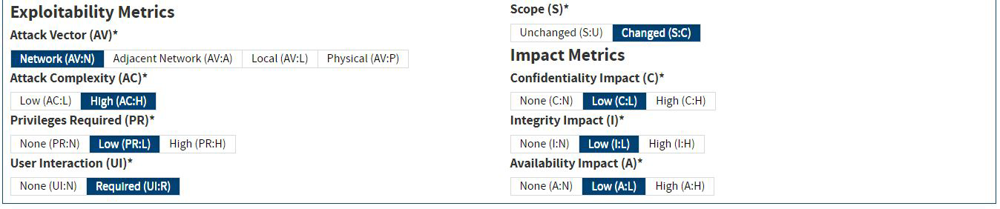 Exploitability Metrics
Attack Vector (AV)*
Network (AV:N) Adjacent Network (AV:A) Local (AV:L) Physical (AV:P)
Attack Complexity (AC)*
Low (AC:L) High (AC:H)
Privileges Required (PR)*
None (PR:N) Low (PR:L) High (PR:H)
User Interaction (UI)*
None (UI:N) Required (UI:R)
Scope (S)*
Unchanged (S:U) Changed (S:C)
Impact Metrics
Confidentiality Impact (C)*
None (C:N) Low (C:L) High (C:H)
Integrity Impact (I)*
None (I:N) Low (I:L) High (I:H)
Availability Impact (A)*
None (A:N) Low (A:L) High (A:H)